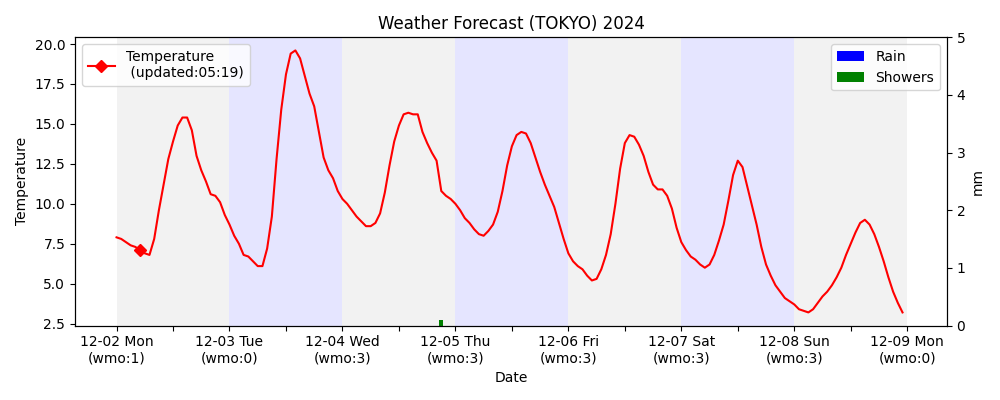 Weather Forecast (TOKYO) 2024
Temperature
(updated:05:19)
Rain
Showers
20.0
17.5
15.0
12.5
10.0
7.5
5.0
2.5
Temperature
5
4
3
2
1
0
mm
12-02 Mon 12-03 Tue 12-04 Wed 12-05 Thu 12-06 Fri 12-07 Sat 12-08 Sun 12-09 Mon
(wmo:1) (wmo:0) (wmo:3) (wmo:3) (wmo:3) (wmo:3) (wmo:3) (wmo:0)
Date